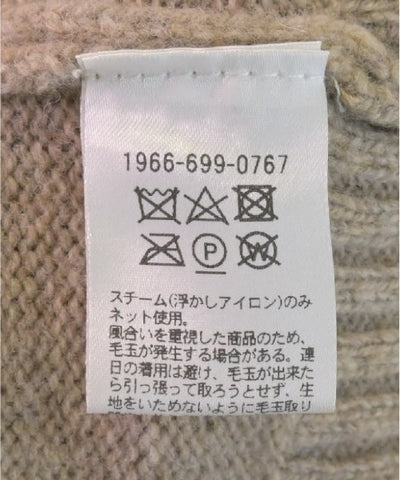 1966-699-0767
P
W
スチーム(浮かしアイロン)のみ
ネット使用。
風合いを重視した商品のため、
毛玉が発生する場合がある。連
日の着用は避け、毛玉が出来た
ら引っ張って取ろうとせず、生
地をいためないように毛玉取り